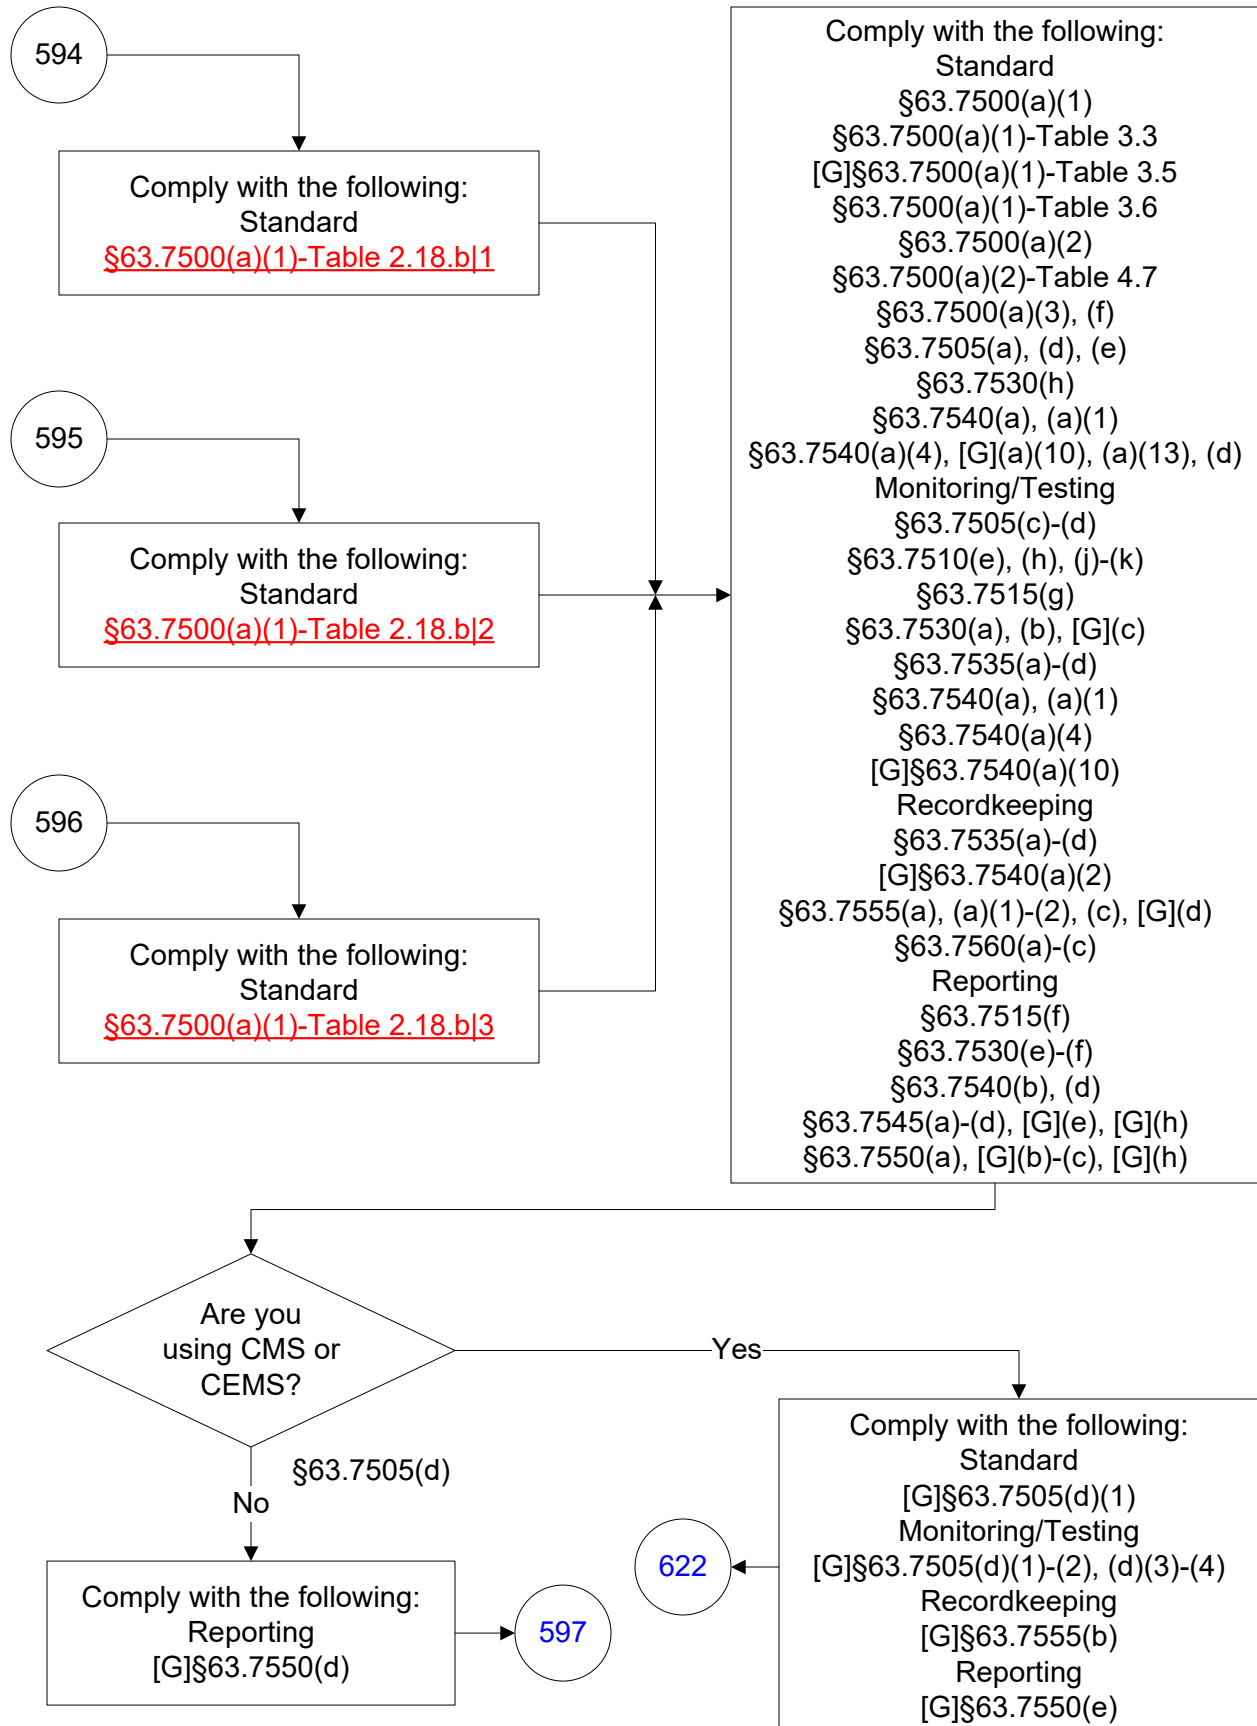 594
Comply with the following:
Standard
§63.7500(a)(1)-Table 2.18.b|1
595
Comply with the following:
Standard
§63.7500(a)(1)-Table 2.18.b|2
596
Comply with the following:
Standard
§63.7500(a)(1)-Table 2.18.b|3
Comply with the following:
Standard
§63.7500(a)(1)
§63.7500(a)(1)-Table 3.3
[G]§63.7500(a)(1)-Table 3.5
§63.7500(a)(1)-Table 3.6
§63.7500(a)(2)
§63.7500(a)(2)-Table 4.7
§63.7500(a)(3), (f)
§63.7505(a), (d), (e)
§63.7530(h)
§63.7540(a), (a)(1)
§63.7540(a)(4), [G](a)(10), (a)(13), (d)
Monitoring/Testing
§63.7505(c)-(d)
§63.7510(e), (h), (j)-(k)
§63.7515(g)
§63.7530(a), (b), [G](c)
§63.7535(a)-(d)
§63.7540(a), (a)(1)
§63.7540(a)(4)
[G]§63.7540(a)(10)
Recordkeeping
§63.7535(a)-(d)
[G]§63.7540(a)(2)
§63.7555(a), (a)(1)-(2), (c), [G](d)
§63.7560(a)-(c)
Reporting
§63.7515(f)
§63.7530(e)-(f)
§63.7540(b), (d)
§63.7545(a)-(d), [G](e), [G](h)
§63.7550(a), [G](b)-(c), [G](h)
Are you
using CMS or
CEMS?
Yes
§63.7505(d)
No
Comply with the following:
Reporting
[G]§63.7550(d)
597
622
Comply with the following:
Standard
[G]§63.7505(d)(1)
Monitoring/Testing
[G]§63.7505(d)(1)-(2), (d)(3)-(4)
Recordkeeping
[G]§63.7555(b)
Reporting
[G]§63.7550(e)